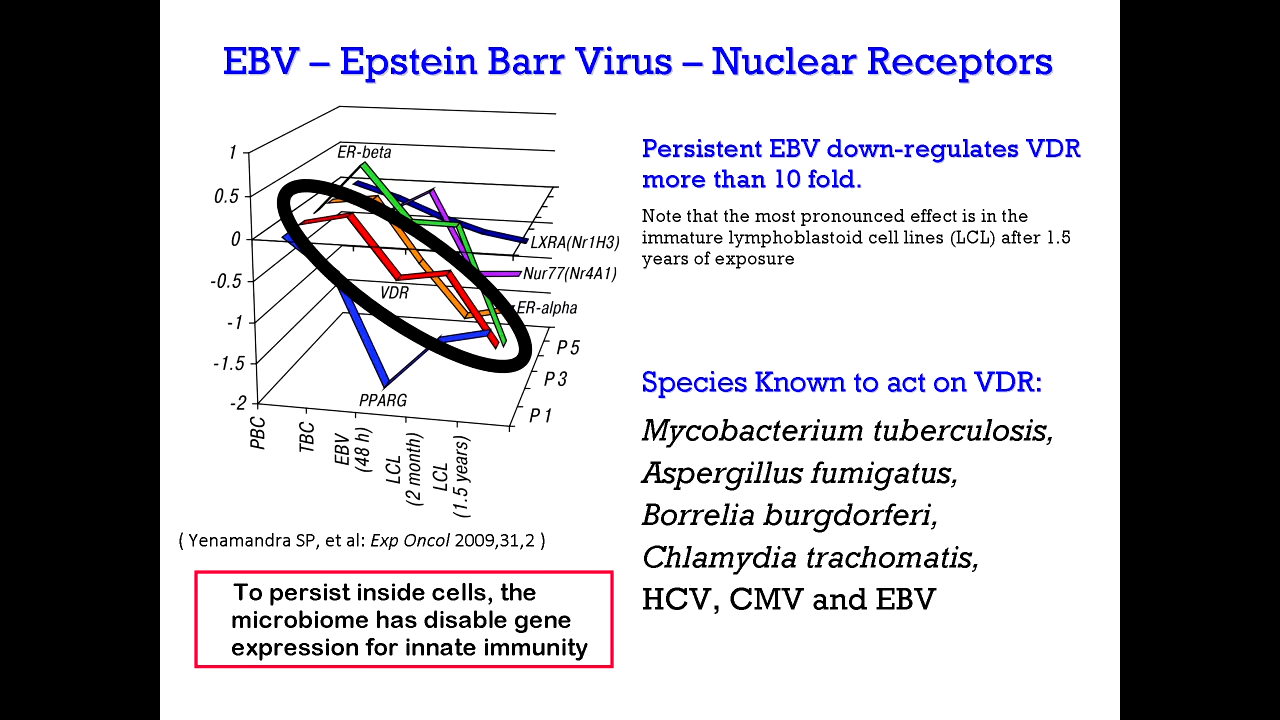 EBV – Epstein Barr Virus – Nuclear Receptors
1
0.5
0
-0.5
-1
-1.5
-2
ER-beta
LXRA(Nr1H3)
Nur77(Nr4A1)
VDR
ER-alpha
PPARG
P 5
P 3
P 1
PBC
TBC
EBV
(48 h)
LCL
(2 month)
LCL
(1.5 years)
( Yenamandra SP, et al: Exp Oncol 2009,31,2 )
To persist inside cells, the
microbiome has disable gene
expression for innate immunity
Persistent EBV down-regulates VDR
more than 10 fold.
Note that the most pronounced effect is in the
immature lymphoblastoid cell lines (LCL) after 1.5
years of exposure
Species Known to act on VDR:
Mycobacterium tuberculosis,
Aspergillus fumigatus,
Borrelia burgdorferi,
Chlamydia trachomatis,
HCV, CMV and EBV